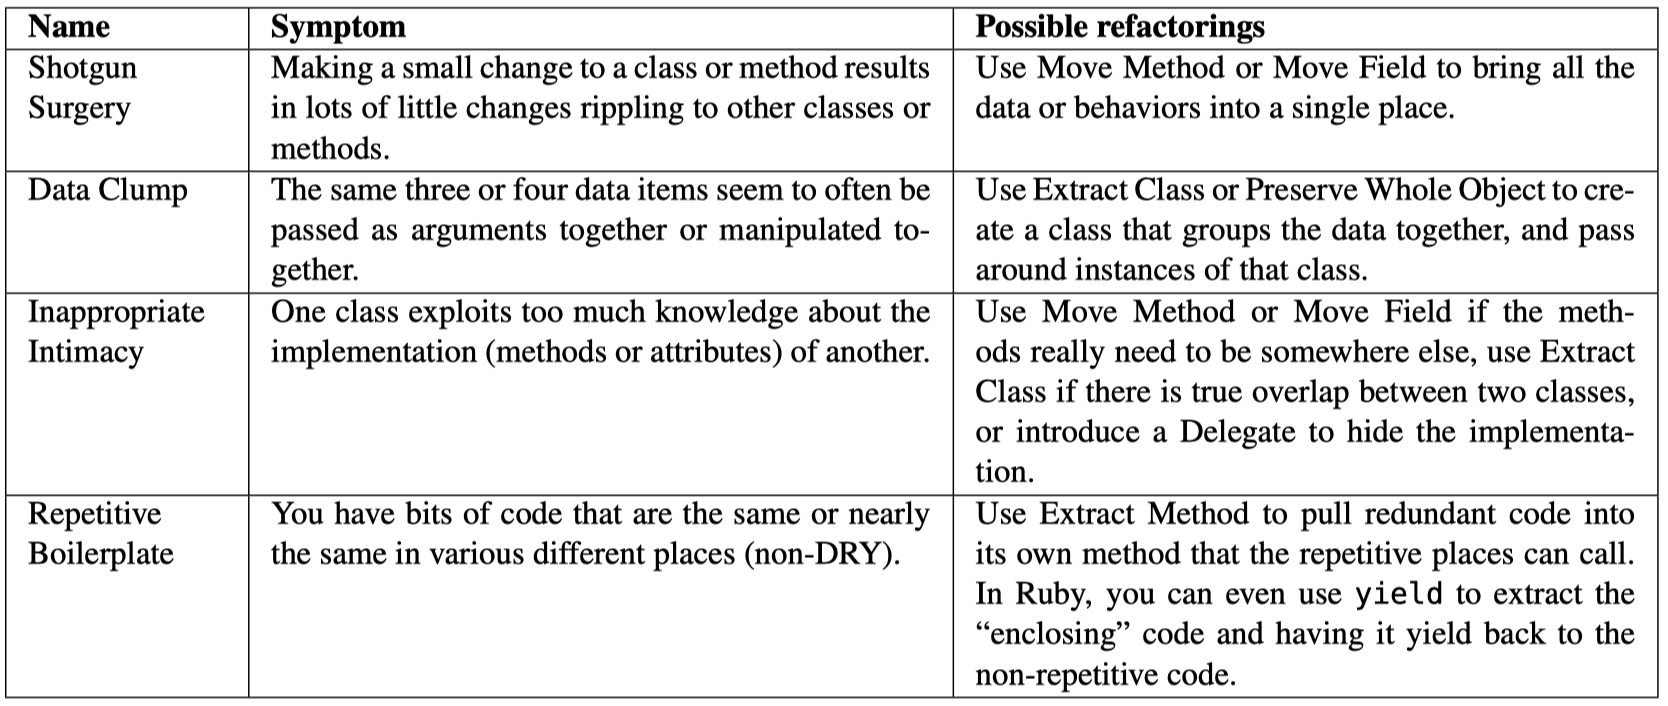 Name
Symptom
Possible refactorings
Shotgun
Surgery
Making a small change to a class or method results
in lots of little changes rippling to other classes or
methods.
Use Move Method or Move Field to bring all the
data or behaviors into a single place.
Data Clump
The same three or four data items seem to often be
passed as arguments together or manipulated to-
gether.
Use Extract Class or Preserve Whole Object to cre-
ate a class that groups the data together, and pass
around instances of that class.
Inappropriate
Intimacy
One class exploits too much knowledge about the
implementation (methods or attributes) of another.
Use Move Method or Move Field if the meth-
ods really need to be somewhere else, use Extract
Class if there is true overlap between two classes,
or introduce a Delegate to hide the implementa-
tion.
Repetitive
Boilerplate
You have bits of code that are the same or nearly
the same in various different places (non-DRY).
Use Extract Method to pull redundant code into
its own method that the repetitive places can call.
In Ruby, you can even use yield to extract the
“enclosing” code and having it yield back to the
non-repetitive code.